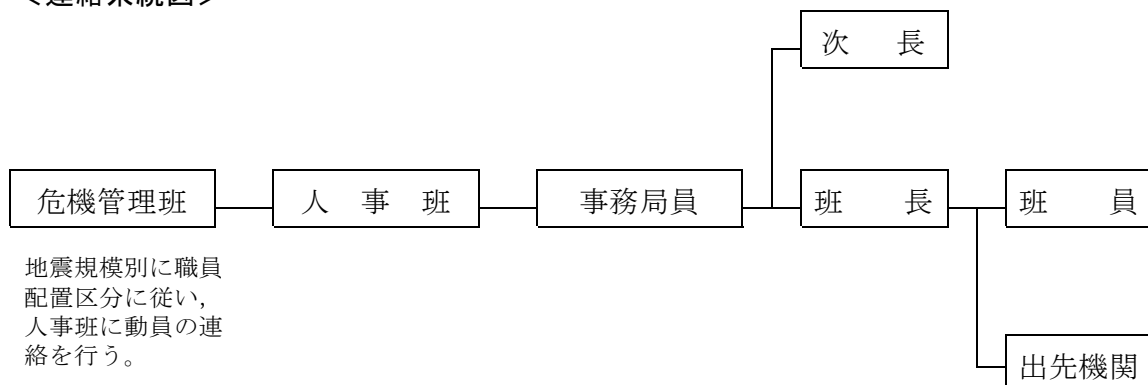 <連絡系統図>
次　長
危機管理班　人　事　班　事務局員　班　長　班　員
地震規模別に職員
配置区分に従い，
人事班に動員の連
絡を行う。
出先機関